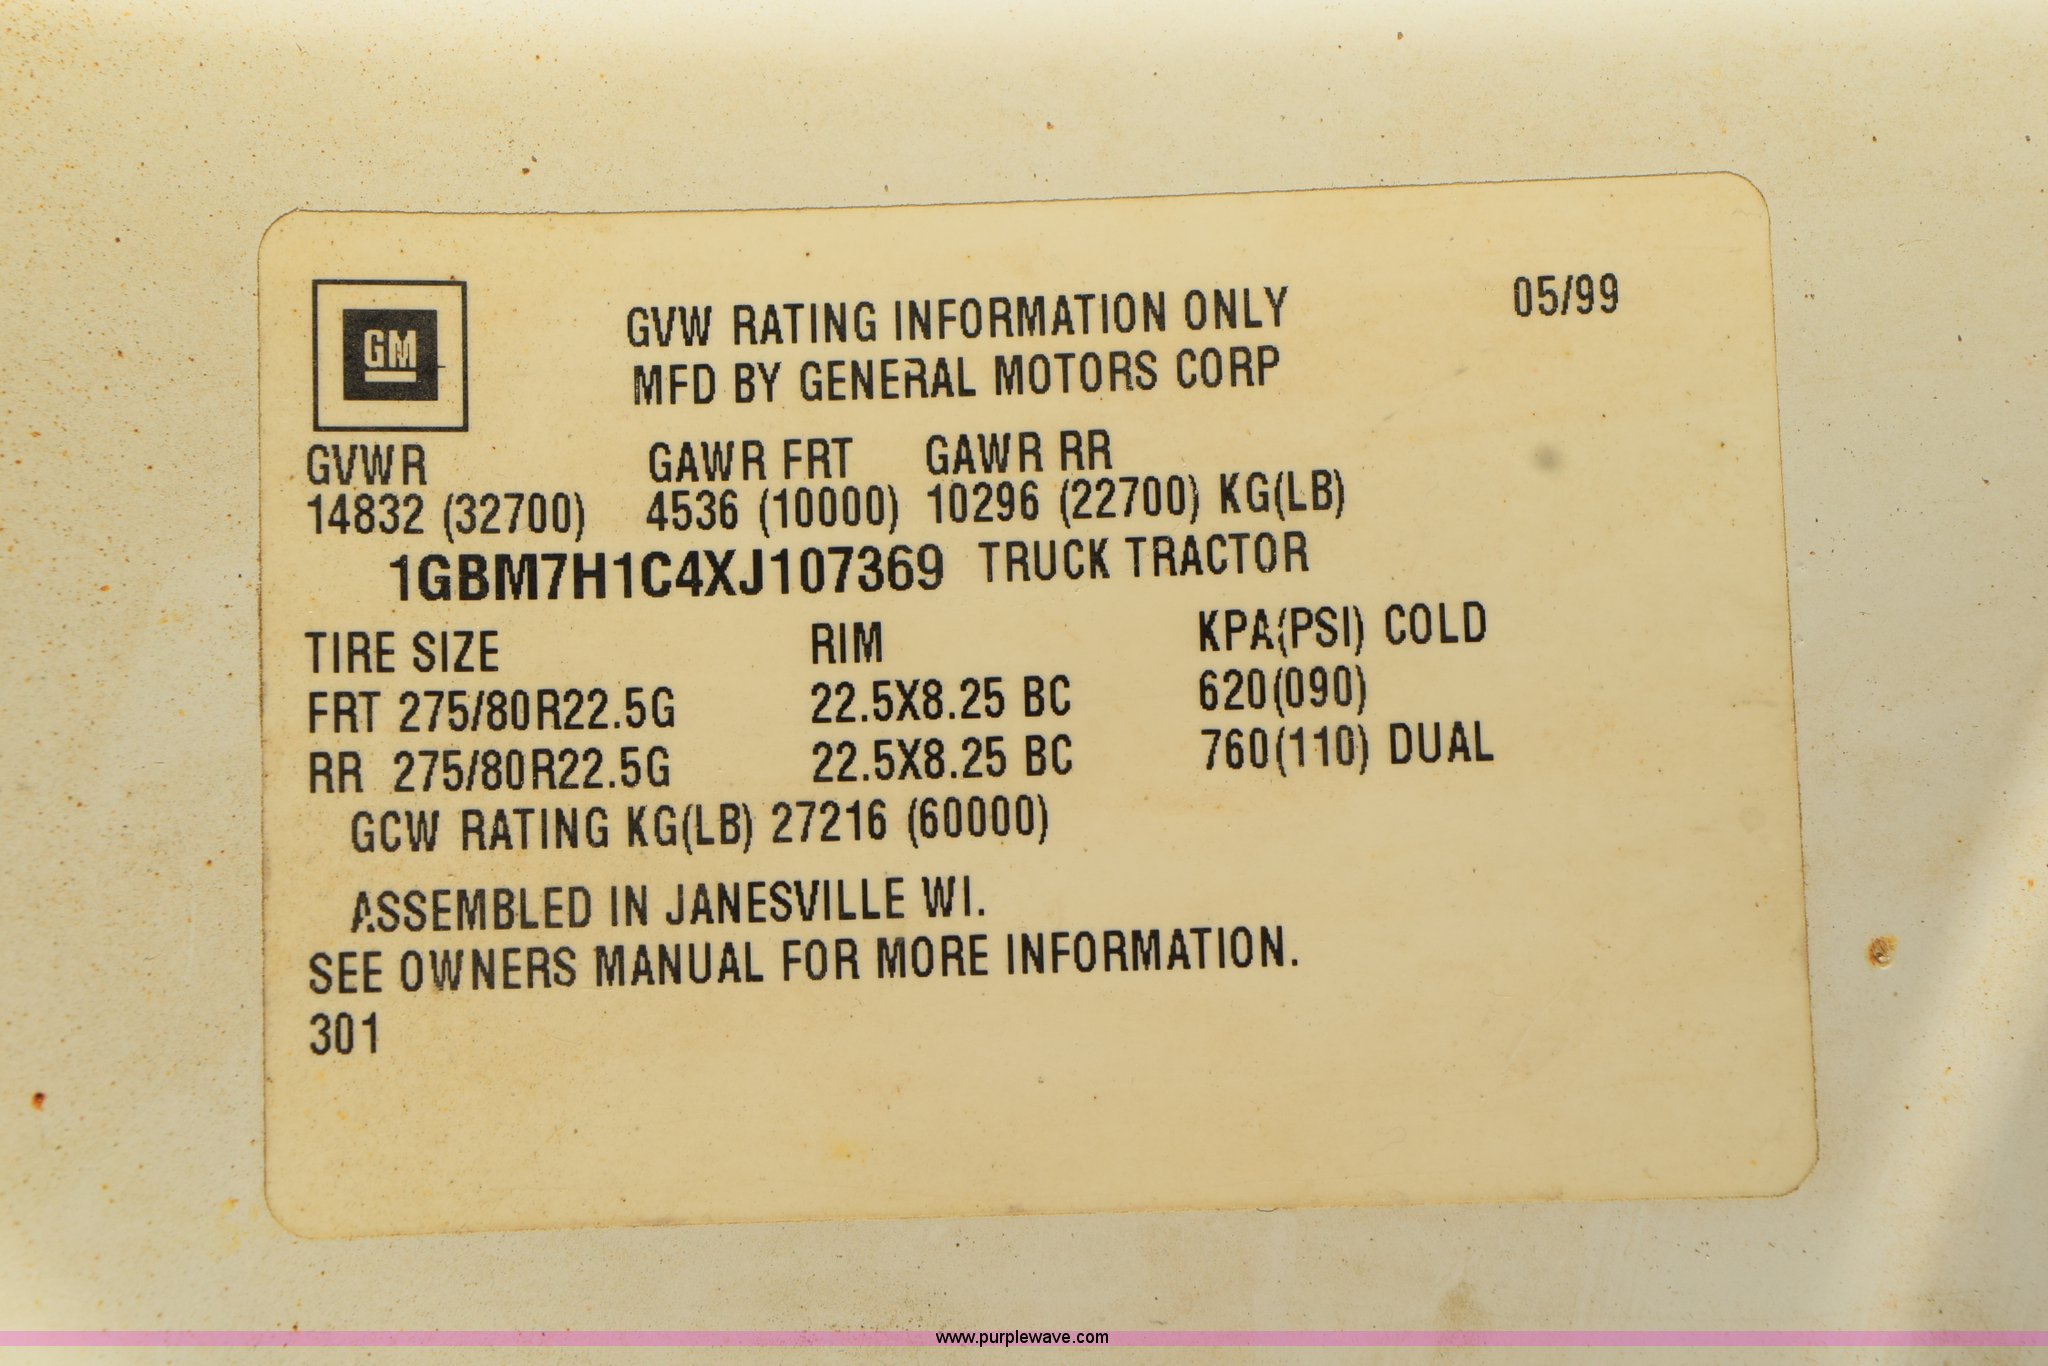 GM
GVW RATING INFORMATION ONLY 05/99
MFD BY GENERAL MOTORS CORP
GVWR GAWR FRT GAWR RR
14832 (32700) 4536 (10000) 10296 (22700) KG(LB)
1GBM7H1C4XJ107369 TRUCK TRACTOR
TIRE SIZE RIM KPA(PSI) COLD
FRT 275/80R22.5G 22.5X8.25 BC 620(090)
RR 275/80R22.5G 22.5X8.25 BC 760(110) DUAL
GCW RATING KG(LB) 27216 (60000)
ASSEMBLED IN JANESVILLE WI.
SEE OWNERS MANUAL FOR MORE INFORMATION.
301
www.purplewave.com